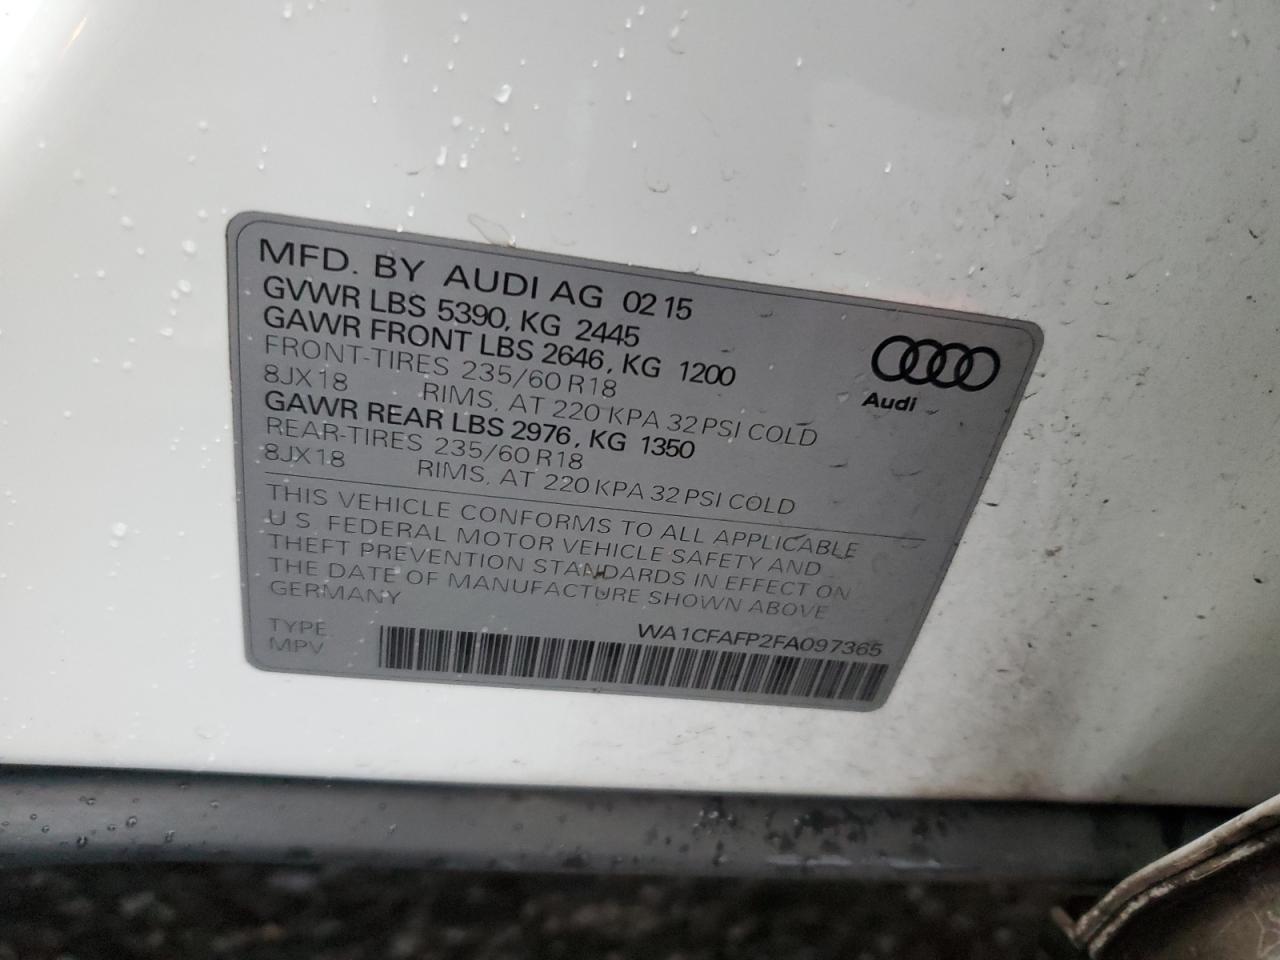 MFD. BY AUDI AG 02 15
GVWR LBS 5390, KG 2445
GAWR FRONT LBS 2646, KG 1200
FRONT-TIRES 235/60 R18
8JX18 RIMS, AT 220 KPA 32 PSI COLD
GAWR REAR LBS 2976, KG 1350
REAR-TIRES 235/60 R18
8JX18 RIMS, AT 220 KPA 32 PSI COLD
Audi
THIS VEHICLE CONFORMS TO ALL APPLICABLE
U.S. FEDERAL MOTOR VEHICLE SAFETY AND
THEFT PREVENTION STANDARDS IN EFFECT ON
THE DATE OF MANUFACTURE SHOWN ABOVE
GERMANY
WA1CFAFP2FA097365
TYPE
MPV